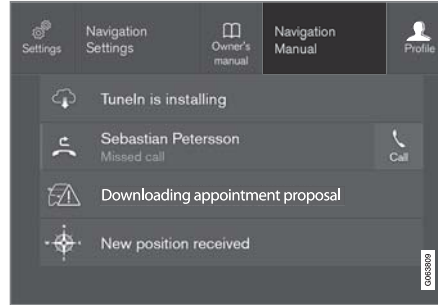 Settings
Navigation
Settings
Owner's
manual
Navigation
Manual
Profile
TuneIn is installing
Sebastian Petersson
Missed call
Call
Downloading appointment proposal
New position received
G063809